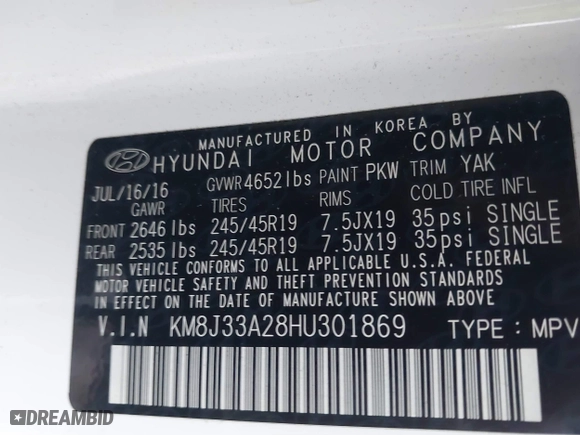 MANUFACTURED IN KOREA BY
HYUNDAI MOTOR COMPANY
JUL/16/16 GVWR 4652 lbs PAINT PKW TRIM YAK
GAWR TIRES RIMS COLD TIRE INFL
FRONT 2646 lbs 245/45R19 7.5JX19 35psi SINGLE
REAR 2535 lbs 245/45R19 7.5JX19 35psi SINGLE
THIS VEHICLE CONFORMS TO ALL APPLICABLE U.S.A. FEDERAL
MOTOR VEHICLE SAFETY AND THEFT PREVENTION STANDARDS
IN EFFECT ON THE DATE OF MANUFACTURE SHOWN ABOVE.
V.I.N KM8J33A28HU301869 TYPE : MPV
DREAMBID